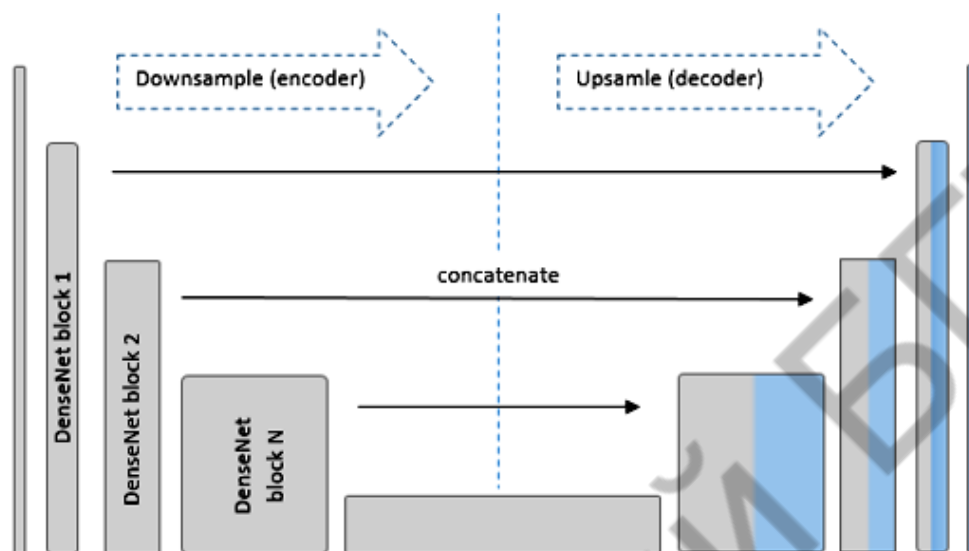 Downsample (encoder)
Upsamle (decoder)
concatenate
DenseNet block 1
DenseNet block 2
DenseNet
block N